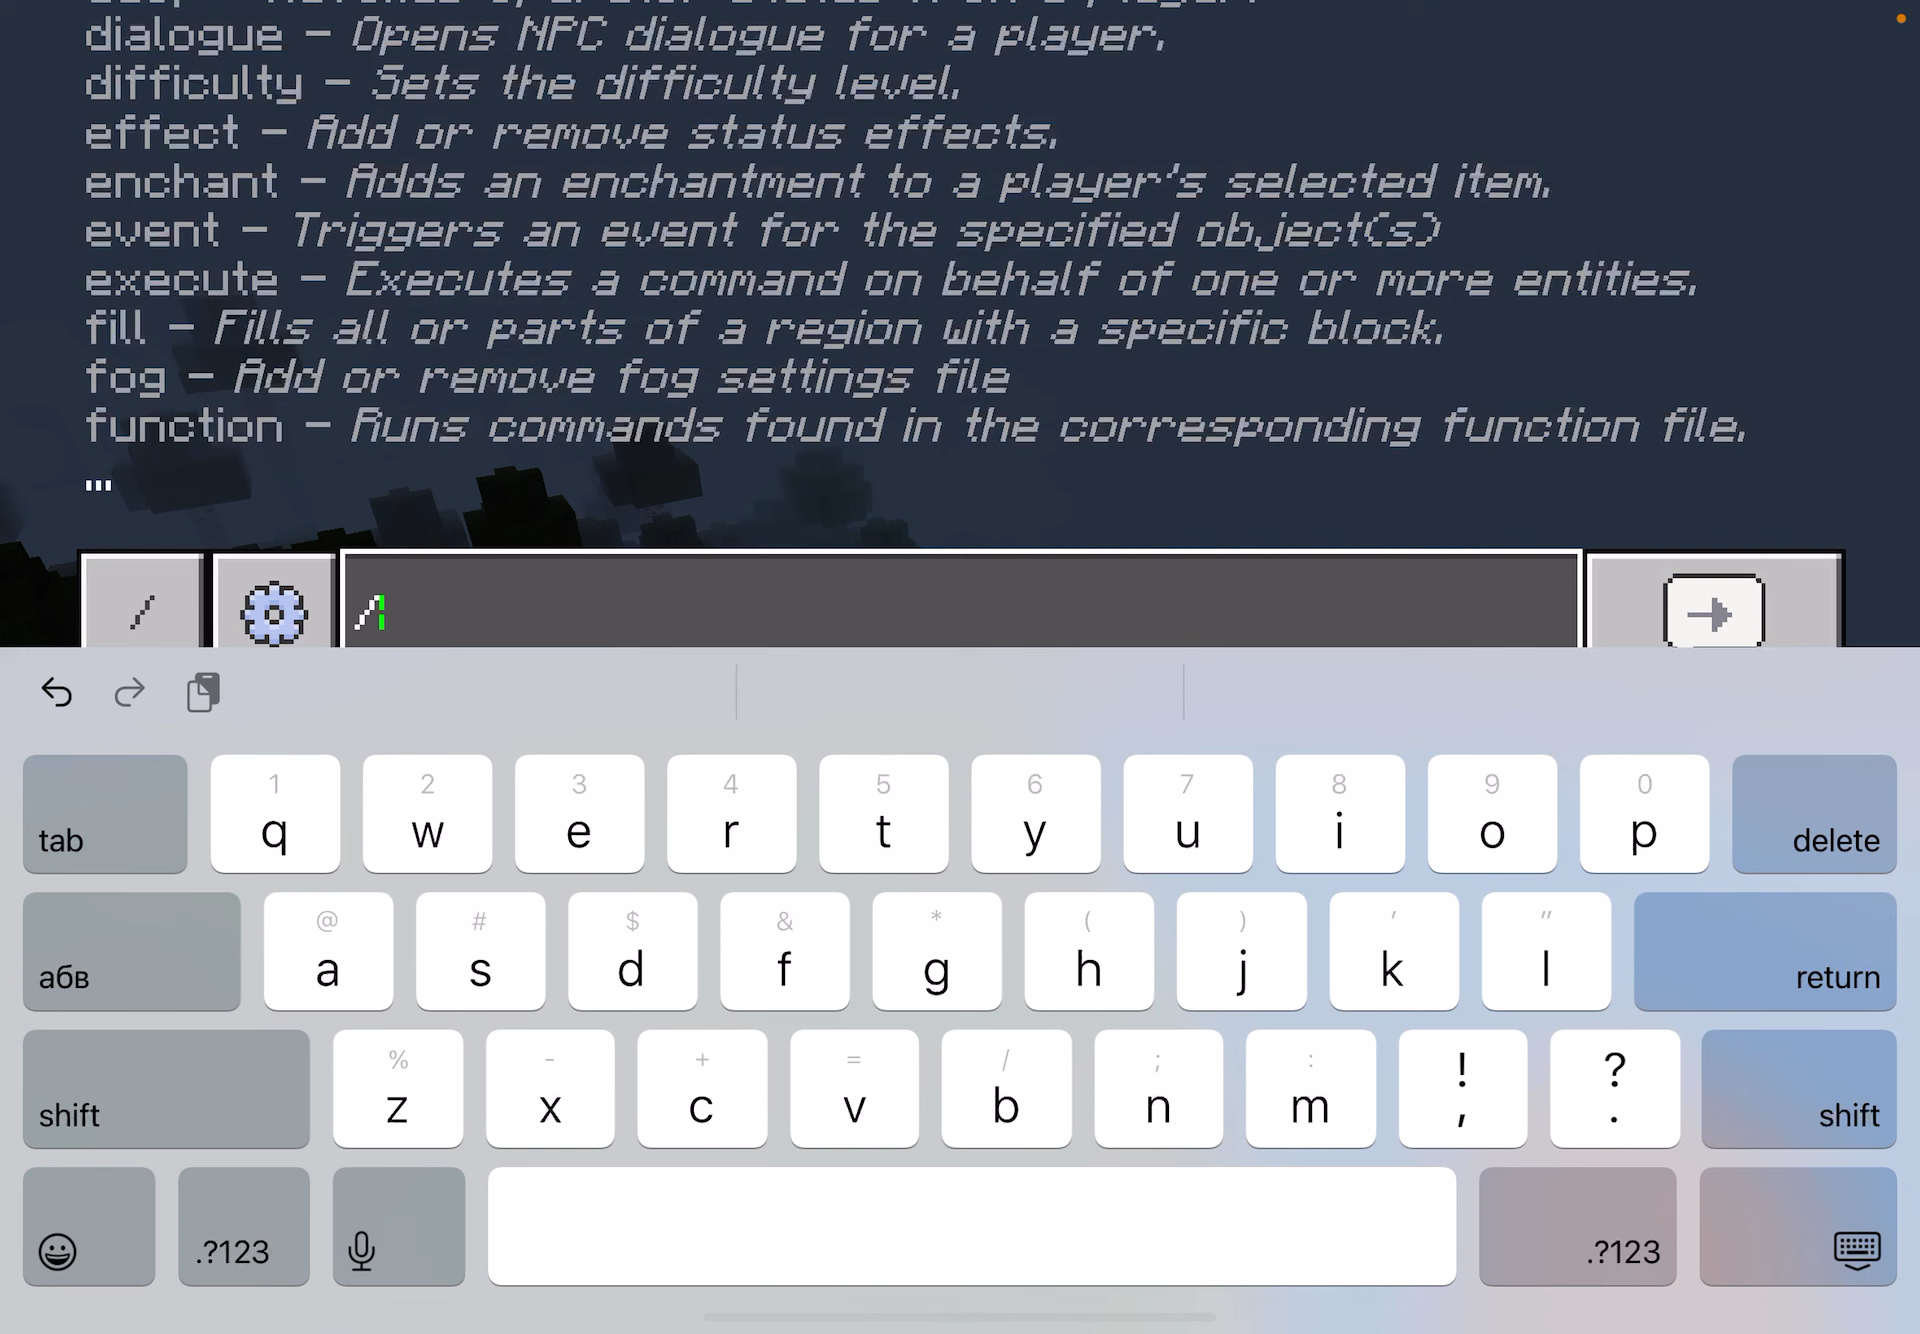 dialogue – Opens NPC dialogue for a player.
difficulty – Sets the difficulty level.
effect – Add or remove status effects.
enchant – Adds an enchantment to a player's selected item.
event – Triggers an event for the specified object(s)
execute – Executes a command on behalf of one or more entities.
fill – Fills all or parts of a region with a specific block.
fog – Add or remove fog settings file
function – Runs commands found in the corresponding function file.
...
/ /
tab 1 q 2 w 3 e 4 r 5 t 6 y 7 u 8 i 9 o 0 p delete
абв @ a # s $ d & f * g ( h ) j ' k " l return
shift % z - x + c = v / b ; n : m ! , ? . shift
.?123 .?123